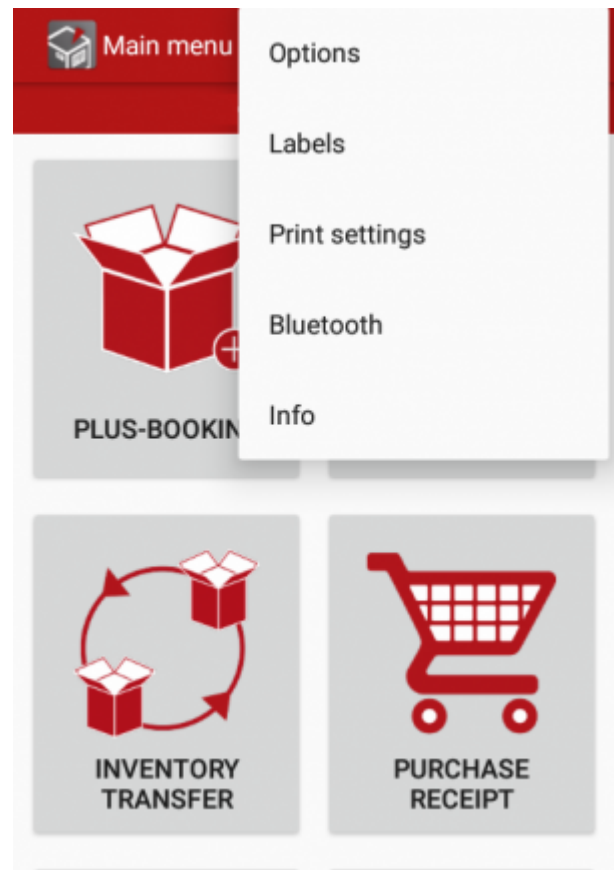 Main menu
Options
Labels
Print settings
Bluetooth
Info
PLUS-BOOKIN
INVENTORY
TRANSFER
PURCHASE
RECEIPT